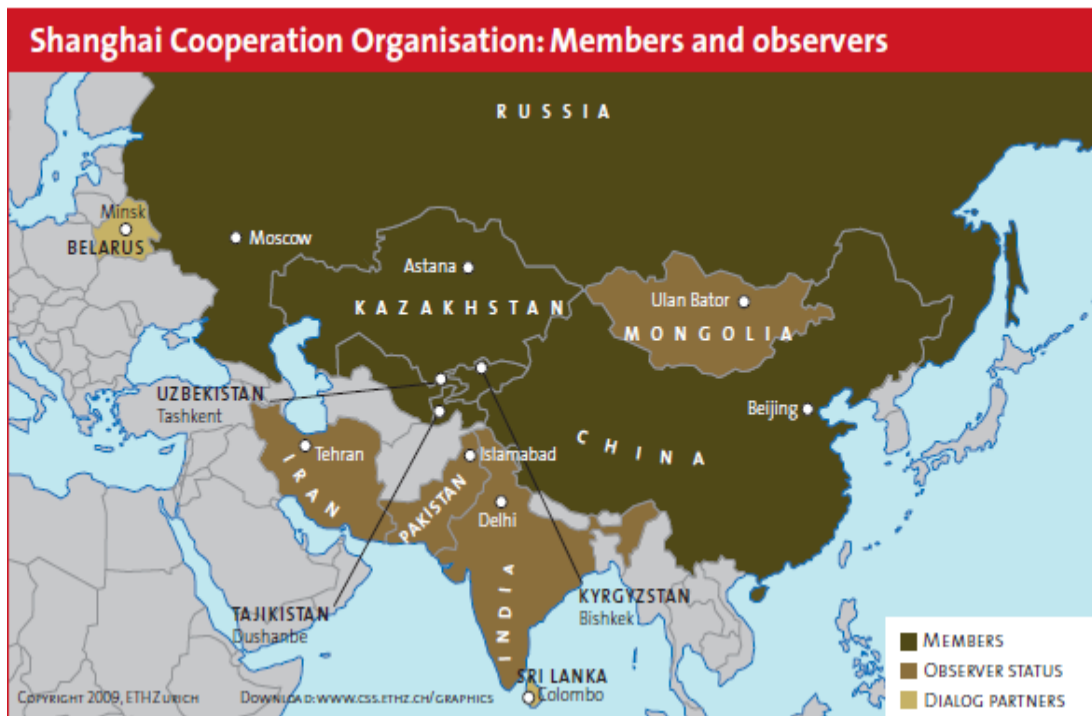 Shanghai Cooperation Organisation: Members and observers
RUSSIA
Minsk
BELARUS
Moscow
Astana
KAZAKHSTAN
Ulan Bator
MONGOLIA
UZBEKISTAN
Tashkent
Beijing
CHINA
Tehran
IRAN
Islamabad
PAKISTAN
Delhi
INDIA
TAJIKISTAN
Dushanbe
KYRGYZSTAN
Bishkek
SRI LANKA
Colombo
MEMBERS
OBSERVER STATUS
DIALOG PARTNERS
COPYRIGHT 2009, ETH ZURICH
DOWNLOAD: WWW.CSS.ETHZ.CH/GRAPHICS